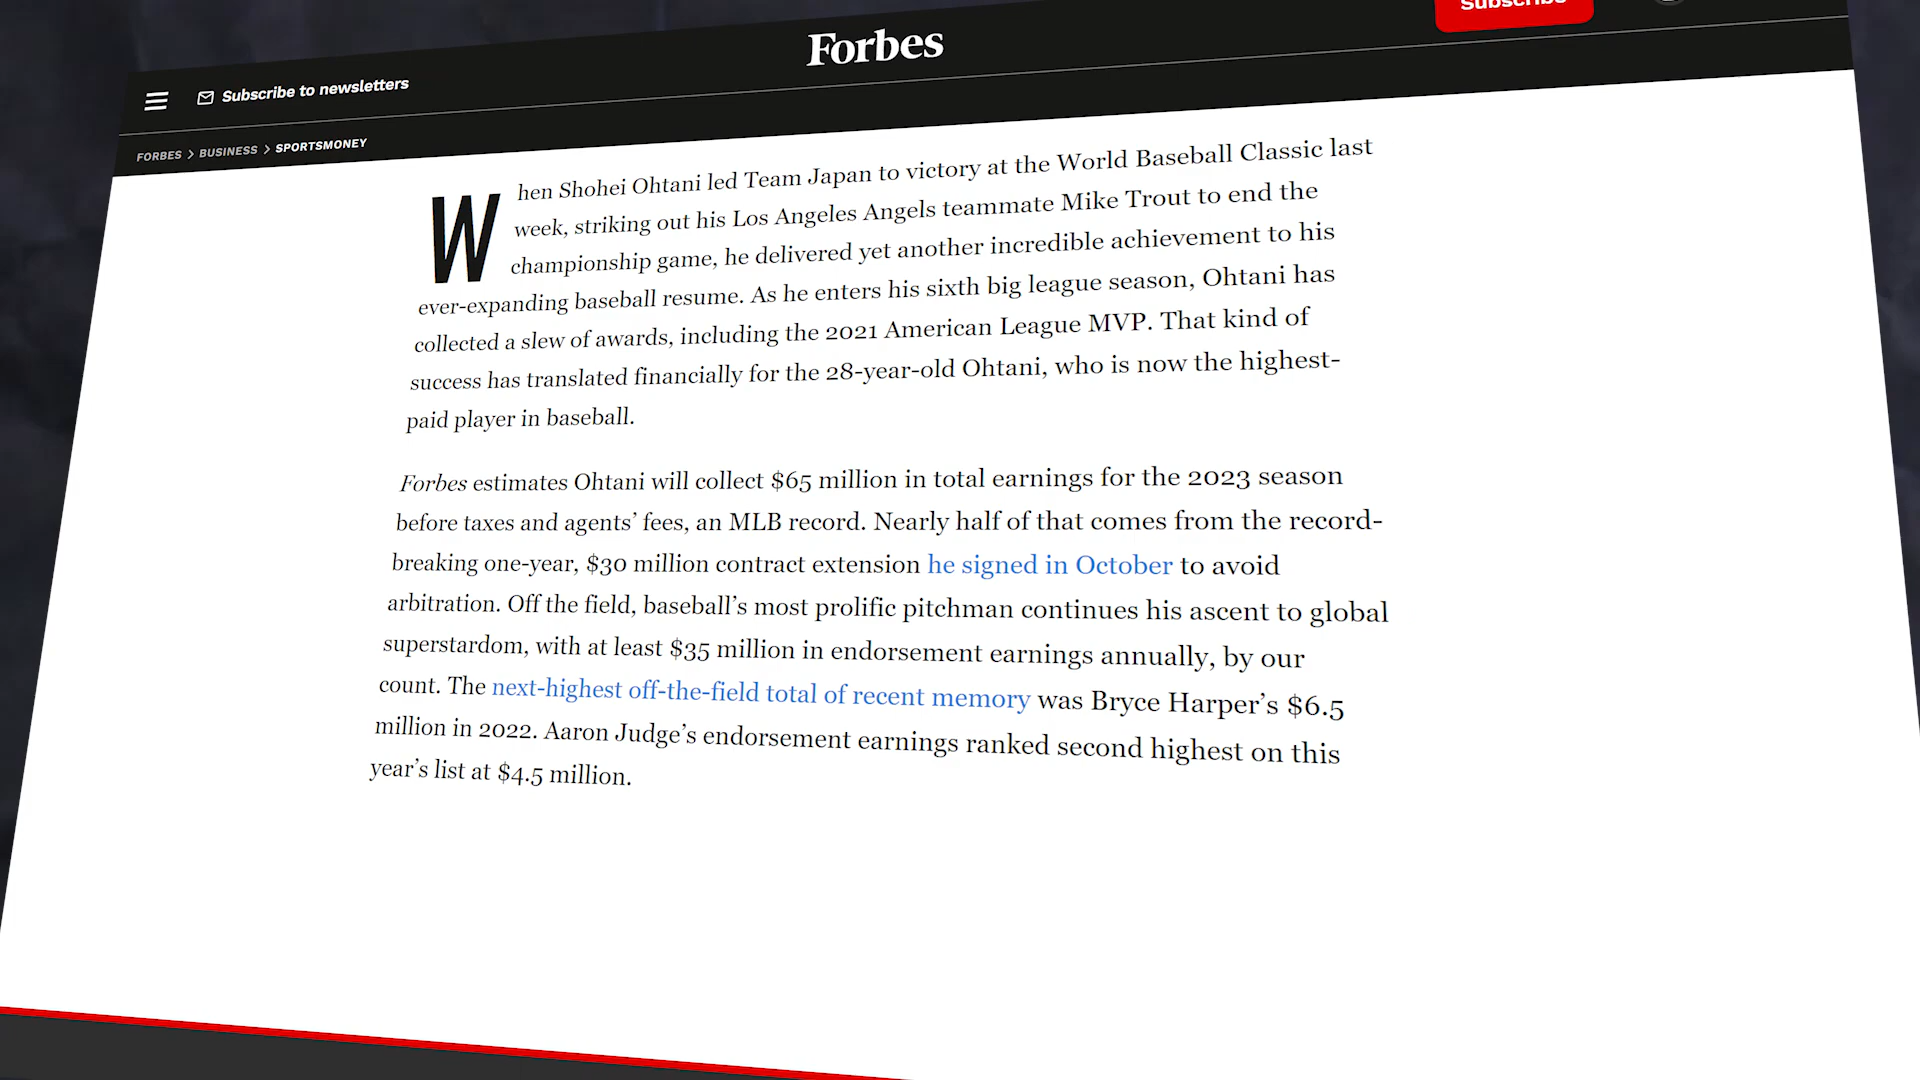 Subscribe
Subscribe to newsletters
Forbes
FORBES > BUSINESS > SPORTSMONEY
When Shohei Ohtani led Team Japan to victory at the World Baseball Classic last
week, striking out his Los Angeles Angels teammate Mike Trout to end the
championship game, he delivered yet another incredible achievement to his
ever-expanding baseball resume. As he enters his sixth big league season, Ohtani has
collected a slew of awards, including the 2021 American League MVP. That kind of
success has translated financially for the 28-year-old Ohtani, who is now the highest-
paid player in baseball.
Forbes estimates Ohtani will collect $65 million in total earnings for the 2023 season
before taxes and agents’ fees, an MLB record. Nearly half of that comes from the record-
breaking one-year, $30 million contract extension he signed in October to avoid
arbitration. Off the field, baseball’s most prolific pitchman continues his ascent to global
superstardom, with at least $35 million in endorsement earnings annually, by our
count. The next-highest off-the-field total of recent memory was Bryce Harper’s $6.5
million in 2022. Aaron Judge’s endorsement earnings ranked second highest on this
year’s list at $4.5 million.